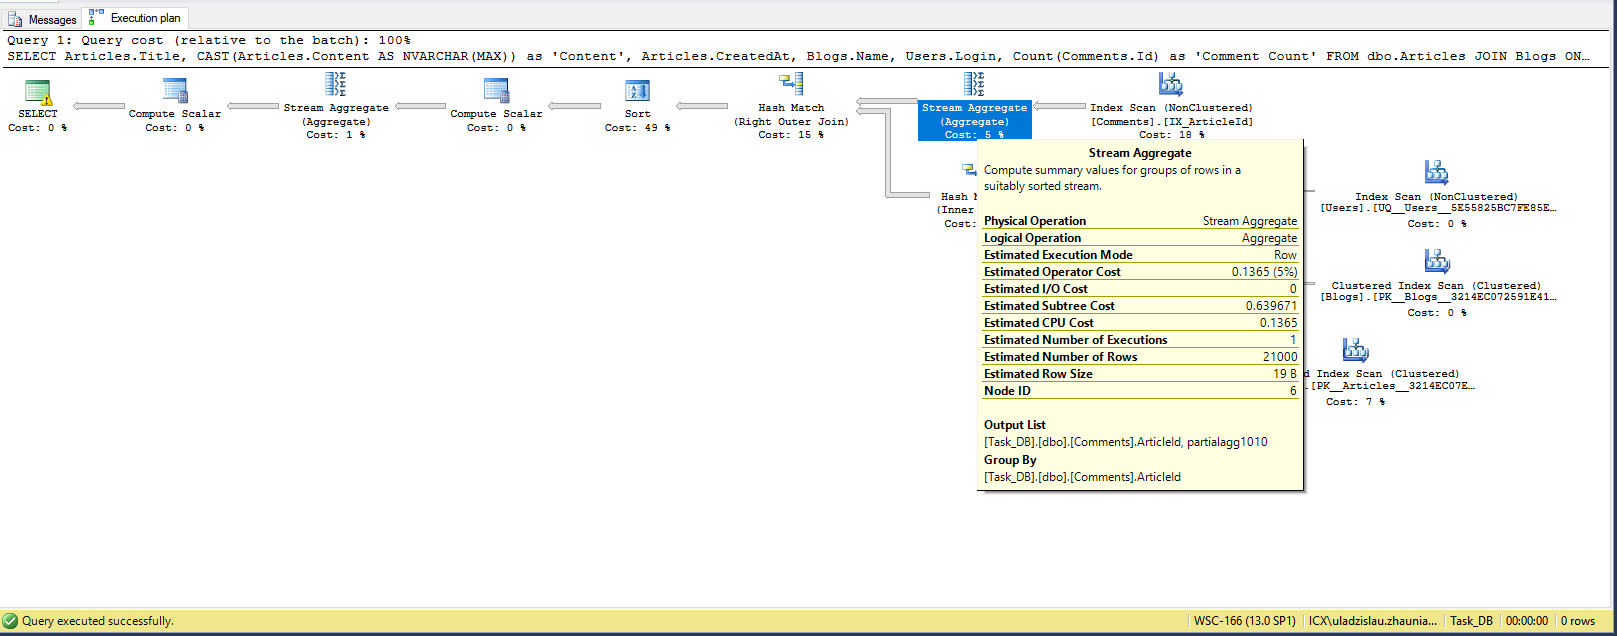 Messages
Execution plan
Query 1: Query cost (relative to the batch): 100%
SELECT Articles.Title, CAST(Articles.Content AS NVARCHAR(MAX)) as 'Content', Articles.CreatedAt, Blogs.Name, Users.Login, Count(Comments.Id) as 'Comment Count' FROM dbo.Articles JOIN Blogs ON…
SELECT
Cost: 0 %
Compute Scalar
Cost: 0 %
Stream Aggregate
(Aggregate)
Cost: 1 %
Compute Scalar
Cost: 0 %
Sort
Cost: 49 %
Hash Match
(Right Outer Join)
Cost: 15 %
Stream Aggregate
(Aggregate)
Cost: 5 %
Index Scan (NonClustered)
[Comments].[IX_ArticleId]
Cost: 18 %
Hash
(Inner
Cost:
Index Scan (NonClustered)
[Users].[UQ__Users__5E55825BC7FE85E…
Cost: 0 %
Clustered Index Scan (Clustered)
[Blogs].[PK__Blogs__3214EC072591E41…
Cost: 0 %
d Index Scan (Clustered)
.[PK__Articles__3214EC07E…
Cost: 7 %
Stream Aggregate
Compute summary values for groups of rows in a
suitably sorted stream.
Physical Operation Stream Aggregate
Logical Operation Aggregate
Estimated Execution Mode Row
Estimated Operator Cost 0.1365 (5%)
Estimated I/O Cost 0
Estimated Subtree Cost 0.639671
Estimated CPU Cost 0.1365
Estimated Number of Executions 1
Estimated Number of Rows 21000
Estimated Row Size 19 B
Node ID 6
Output List
[Task_DB].[dbo].[Comments].ArticleId, partialagg1010
Group By
[Task_DB].[dbo].[Comments].ArticleId
Query executed successfully.
WSC-166 (13.0 SP1)
ICX\uladzislau.zhaunia...
Task_DB
00:00:00
0 rows